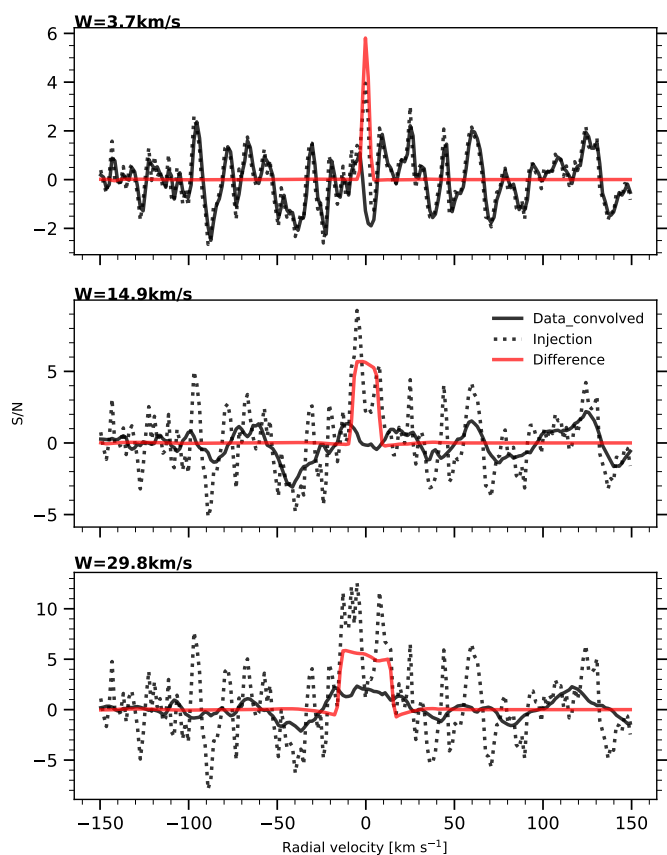 W=3.7km/s
6
4
2
0
−2
W=14.9km/s
Data_convolved
Injection
Difference
5
0
−5
S/N
W=29.8km/s
10
5
0
−5
−150 −100 −50 0 50 100 150
Radial velocity [km s⁻¹]